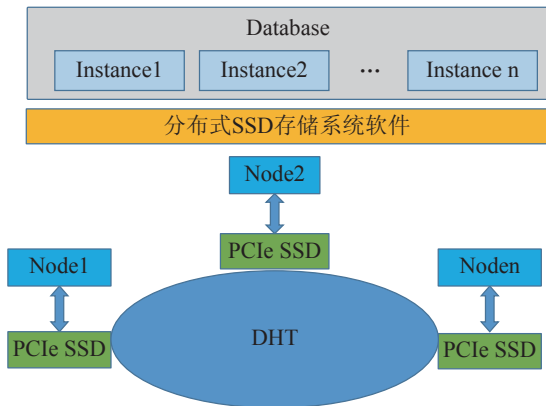 Database
Instance1 Instance2 ... Instance n
分布式SSD存储系统软件
Node2
PCIe SSD
Node1 Noden
DHT
PCIe SSD PCIe SSD